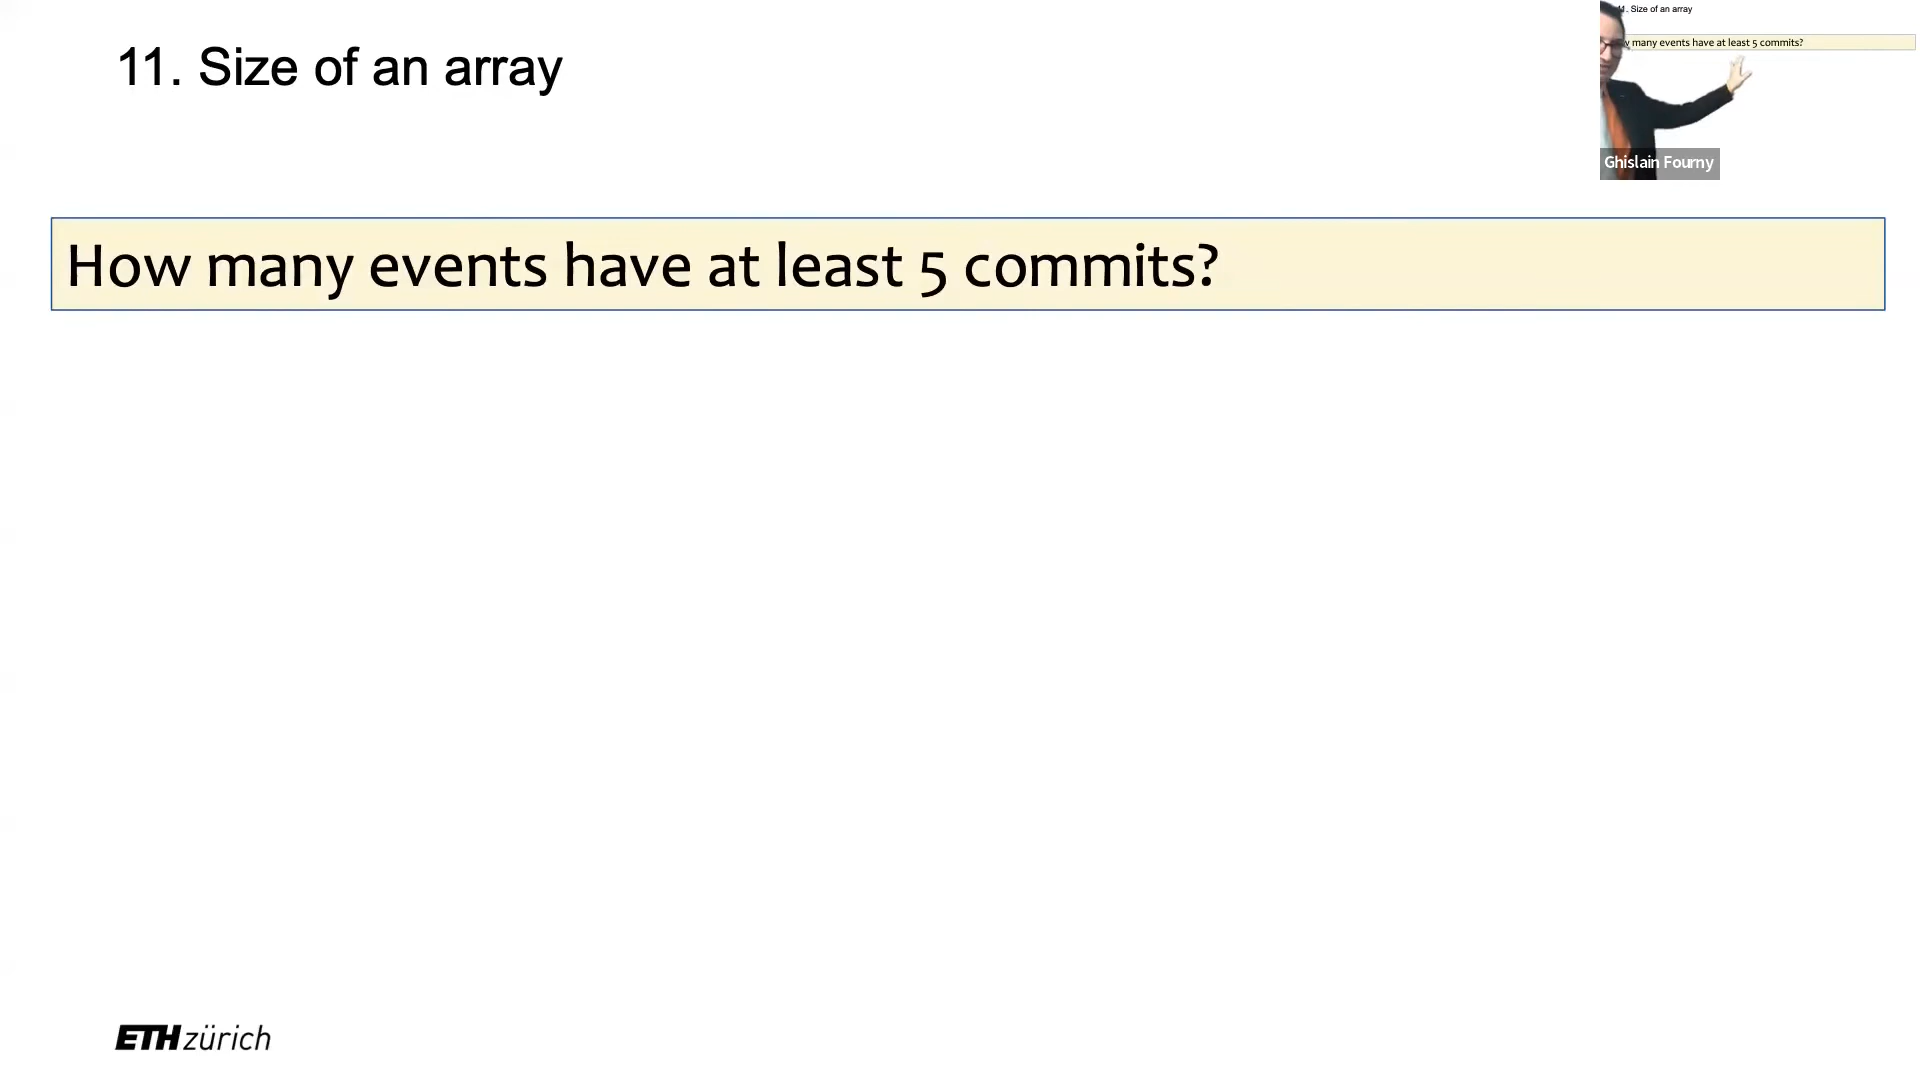 11. Size of an array
1. Size of an array
w many events have at least 5 commits?
Ghislain Fourny
How many events have at least 5 commits?
ETH zürich